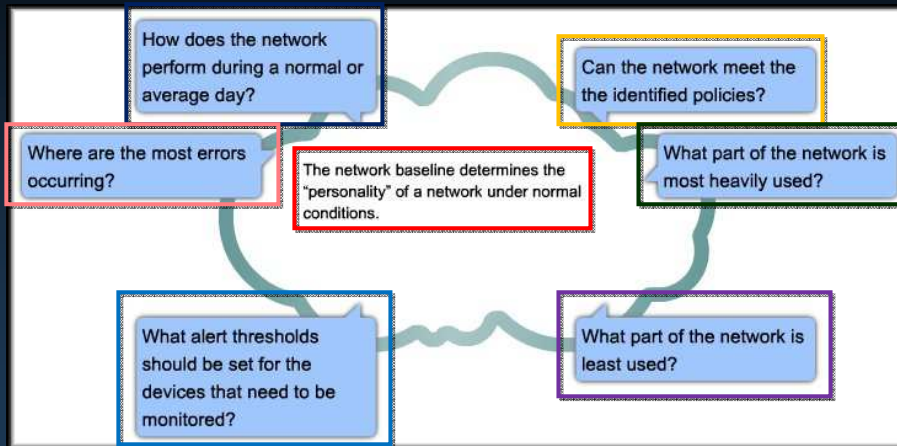 How does the network
perform during a normal or
average day?
Can the network meet the
the identified policies?
Where are the most errors
occurring?
The network baseline determines the
“personality” of a network under normal
conditions.
What part of the network is
most heavily used?
What alert thresholds
should be set for the
devices that need to be
monitored?
What part of the network is
least used?